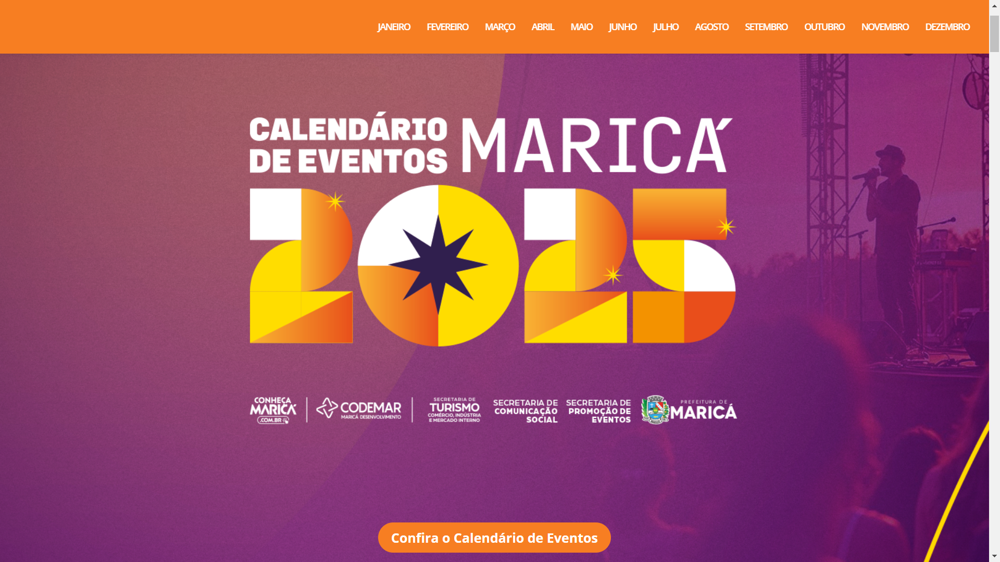 JANEIRO FEVEREIRO MARÇO ABRIL MAIO JUNHO JULHO AGOSTO SETEMBRO OUTUBRO NOVEMBRO DEZEMBRO
CALENDÁRIO
DE EVENTOS
MARICÁ
2025
CONHEÇA
MARICÁ
.COM.BR
CODEMAR
MARICÁ DESENVOLVIMENTO
SECRETARIA DE
TURISMO
COMÉRCIO, INDÚSTRIA
E MERCADO INTERNO
SECRETARIA DE
COMUNICAÇÃO
SOCIAL
SECRETARIA DE
PROMOÇÃO DE
EVENTOS
PREFEITURA DE
MARICÁ
Confira o Calendário de Eventos